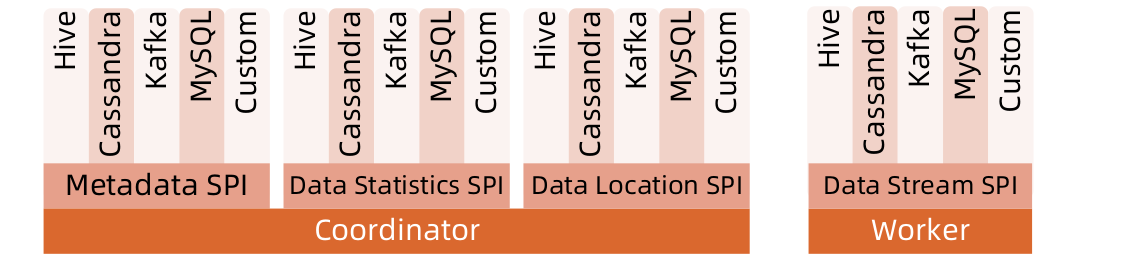 Hive
Cassandra
Kafka
MySQL
Custom
Hive
Cassandra
Kafka
MySQL
Custom
Hive
Cassandra
Kafka
MySQL
Custom
Hive
Cassandra
Kafka
MySQL
Custom
Metadata SPI
Data Statistics SPI
Data Location SPI
Data Stream SPI
Coordinator
Worker